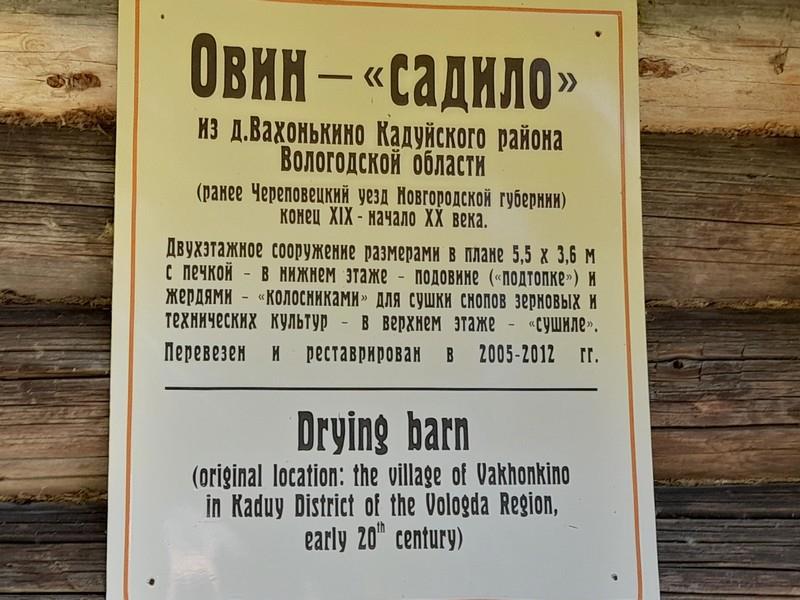 Овин – «садило»
из д.Вахонькино Кадуйского района
Вологодской области
(ранее Череповецкий уезд Новгородской губернии)
конец XIX - начало XX века.
Двухэтажное сооружение размерами в плане 5,5 х 3,6 м
с печкой - в нижнем этаже - подовине («подтопке») и
жердями - «колосниками» для сушки снопов зерновых и
технических культур - в верхнем этаже - «сушиле».
Перевезен и реставрирован в 2005-2012 гг.
Drying barn
(original location: the village of Vakhonkino
in Kaduy District of the Vologda Region,
early 20th century)